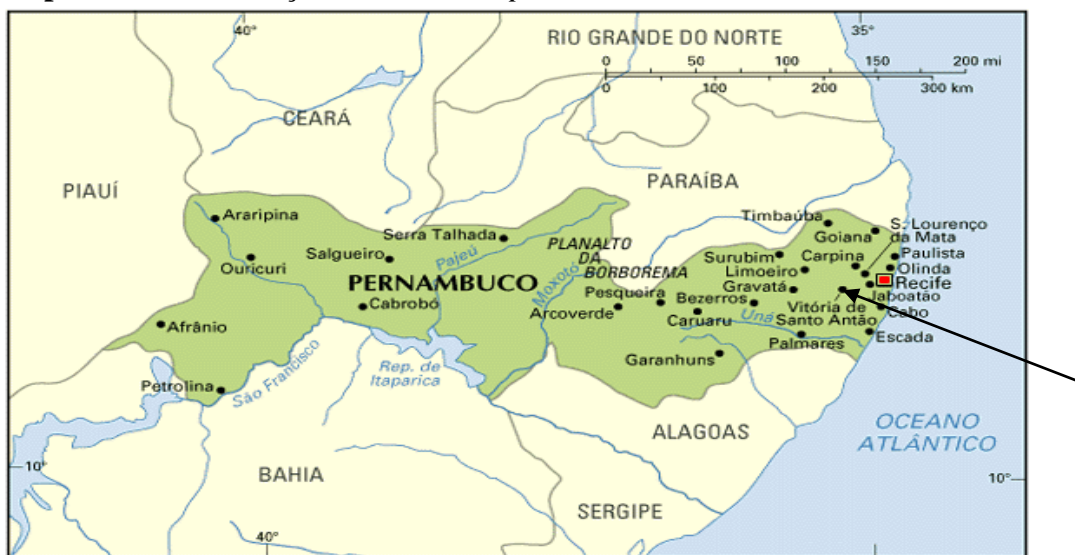 40°
35°
RIO GRANDE DO NORTE
0 50 100 150 200 mi
0 100 200 300 km
CEARÁ
PIAUÍ
PARAÍBA
Araripina
Timbaúba
S. Lourenço
da Mata
Goiana
Serra Talhada
PLANALTO
DA
BORBOREMA
Salgueiro
Pajeú
Surubim
Carpina
Paulista
Ouricuri
Limoeiro
Olinda
PERNAMBUCO
Moxotó
Gravatá
Recife
Cabrobó
Pesqueira
Bezerros
Jaboatão
Arcoverde
Caruaru
Uná
Vitória de
Santo Antão
Cabo
Afrânio
Palmares
Escada
Garanhuns
Rep. de
Itaparica
Petrolina
São Francisco
OCEANO
ATLÂNTICO
ALAGOAS
10°
BAHIA
10°
SERGIPE
40°